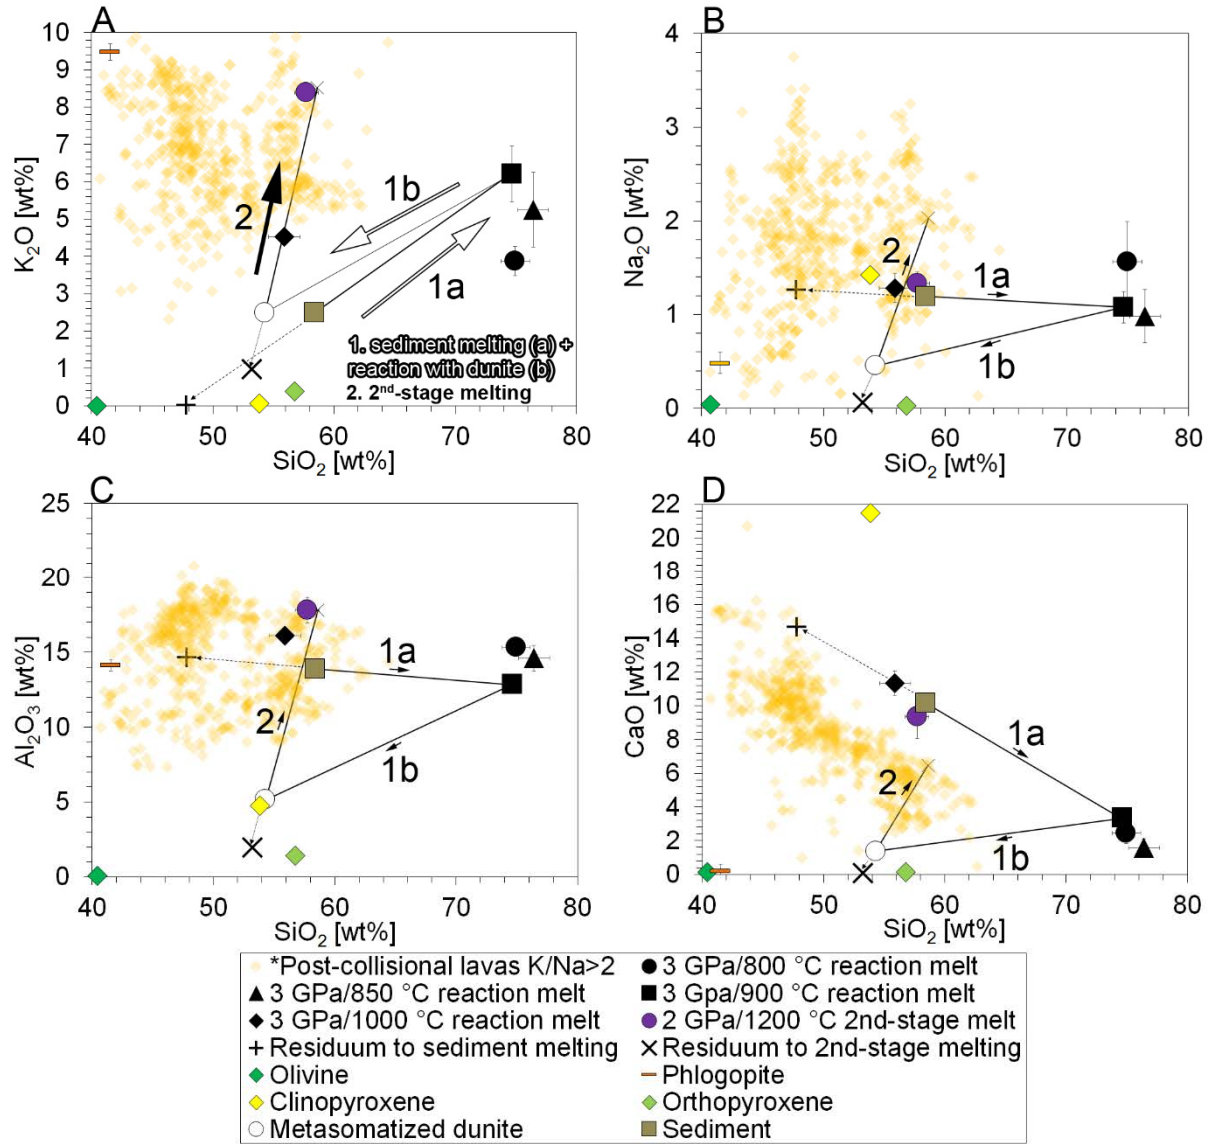 A
K₂O [wt%]
10
9
8
7
6
5
4
3
2
1
0
2
1b
1a
1. sediment melting (a) +
reaction with dunite (b)
2. 2ⁿᵈ-stage melting
40 50 60 70 80
SiO₂ [wt%]
B
Na₂O [wt%]
4
3
2
1
0
2
1a
1b
40 50 60 70 80
SiO₂ [wt%]
C
Al₂O₃ [wt%]
25
20
15
10
5
0
1a
2
1b
40 50 60 70 80
SiO₂ [wt%]
D
CaO [wt%]
22
20
18
16
14
12
10
8
6
4
2
0
1a
2
1b
40 50 60 70 80
SiO₂ [wt%]
*Post-collisional lavas K/Na>2
3 GPa/800 °C reaction melt
3 GPa/850 °C reaction melt
3 Gpa/900 °C reaction melt
3 GPa/1000 °C reaction melt
2 GPa/1200 °C 2nd-stage melt
Residuum to sediment melting
Residuum to 2nd-stage melting
Olivine
Phlogopite
Clinopyroxene
Orthopyroxene
Metasomatized dunite
Sediment